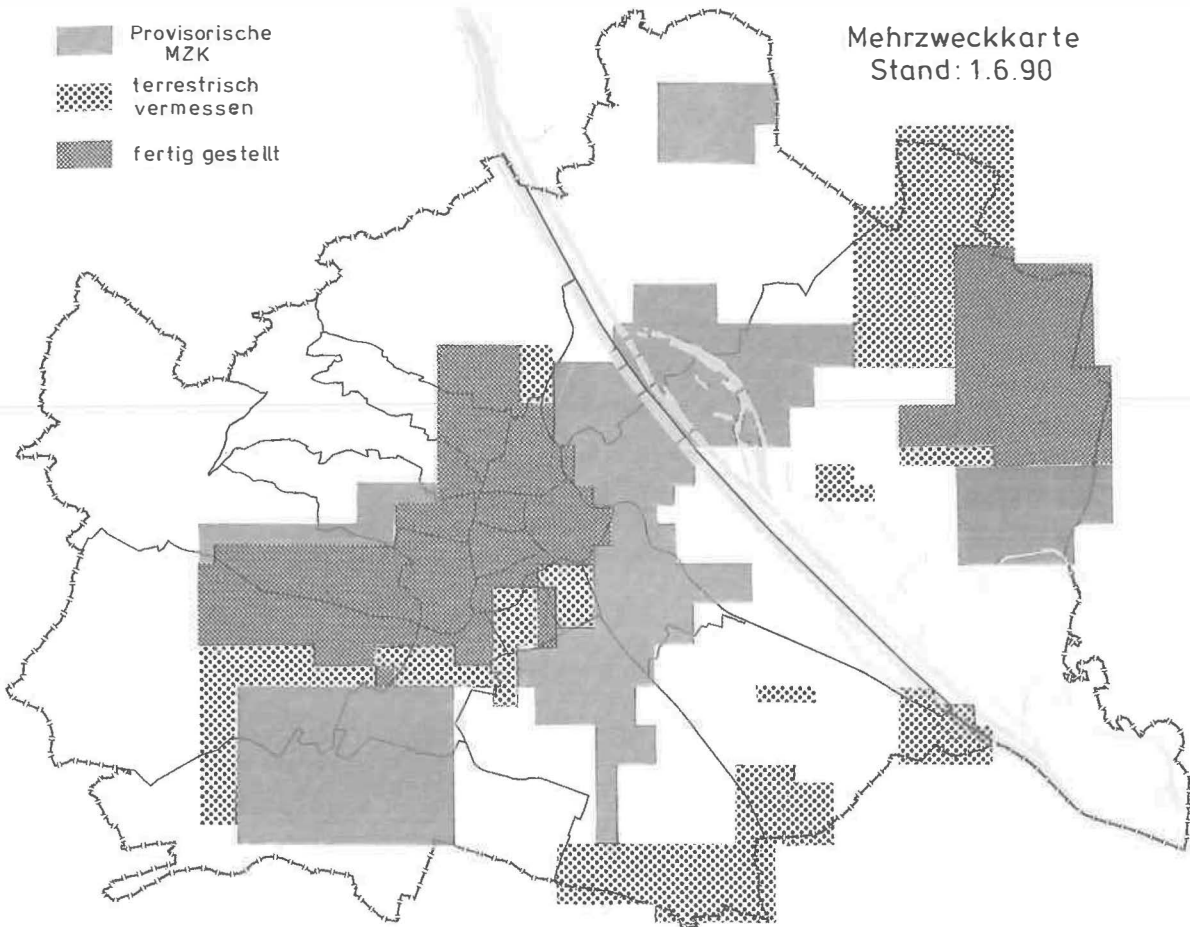 Provisorische
MZK
terrestrisch
vermessen
fertig gestellt
Mehrzweckkarte
Stand: 1.6.90